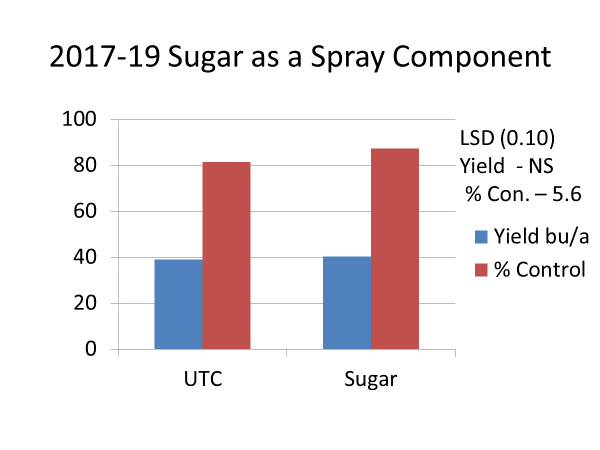 2017-19 Sugar as a Spray Component
100
80
60
40
20
0
UTC
Sugar
LSD (0.10)
Yield - NS
% Con. – 5.6
Yield bu/a
% Control